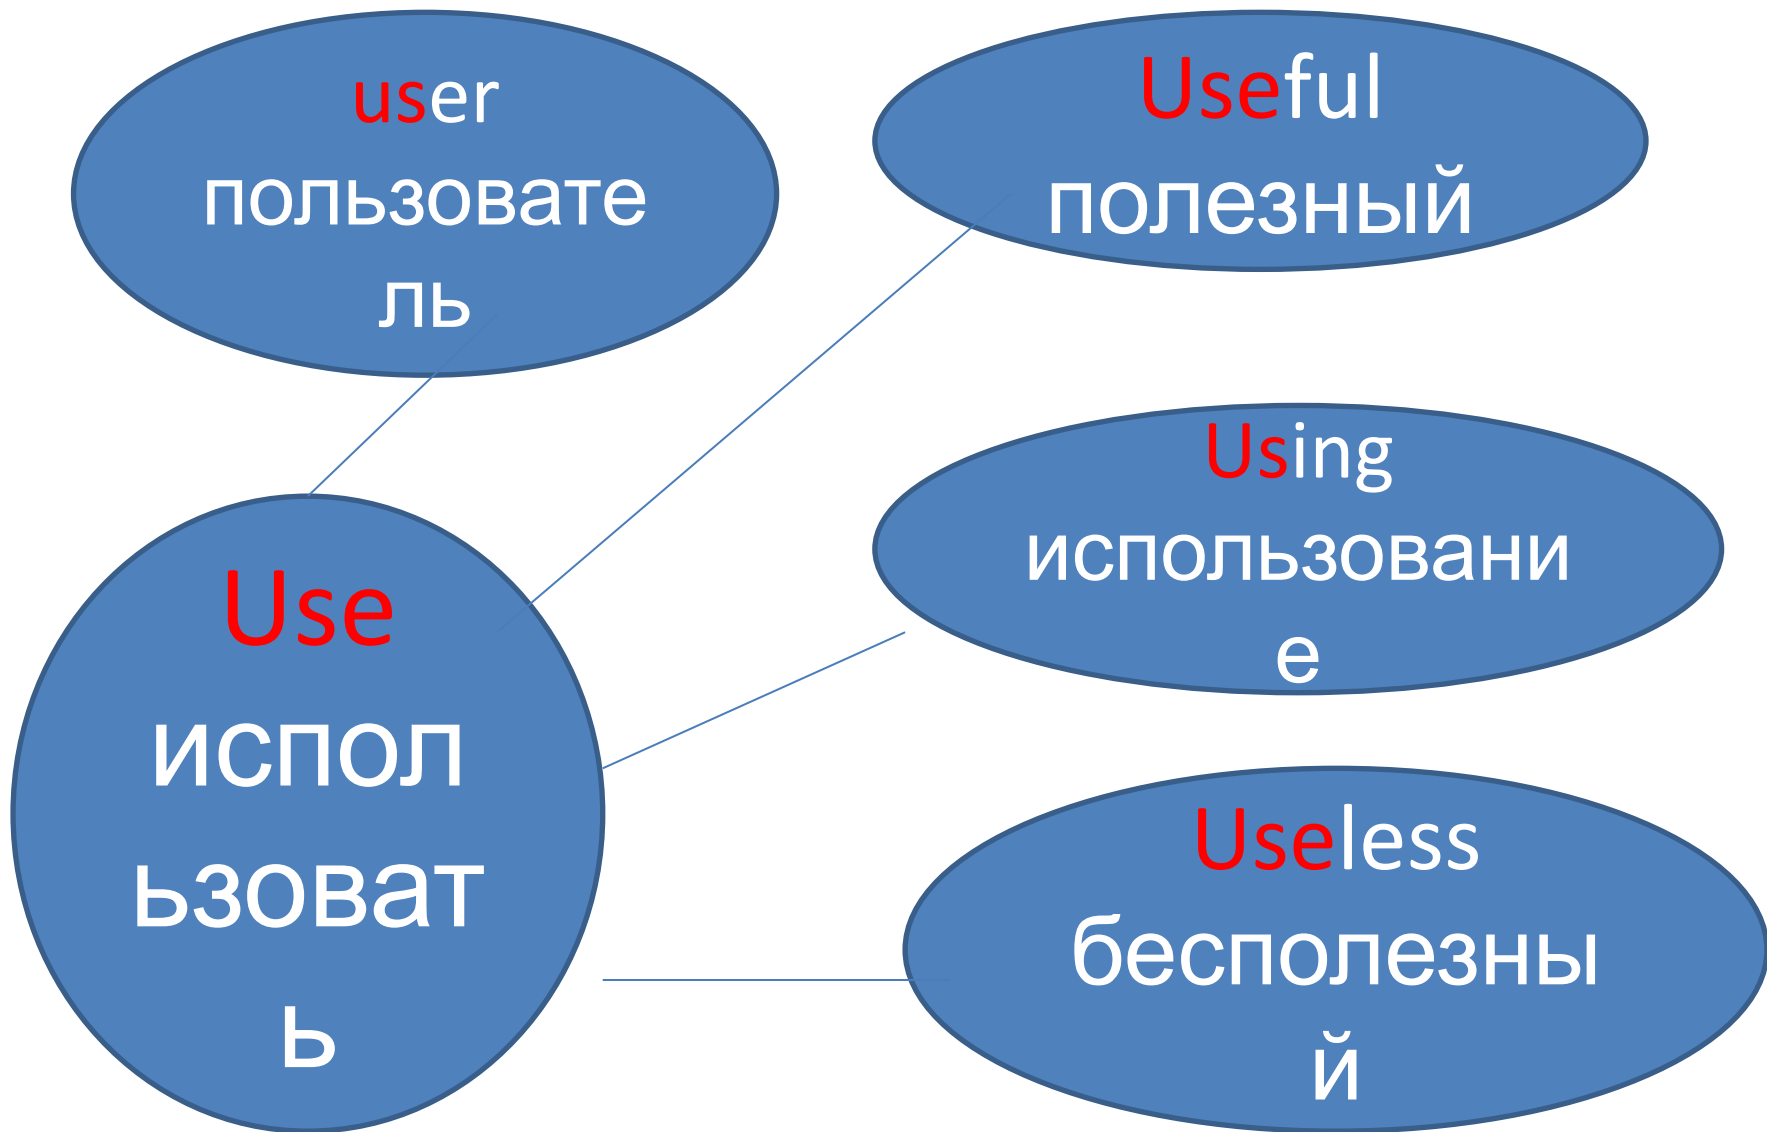 user
пользовате
ль
Useful
полезный
Using
использовани
е
Use
испол
ьзоват
ь
Useless
бесполезны
й